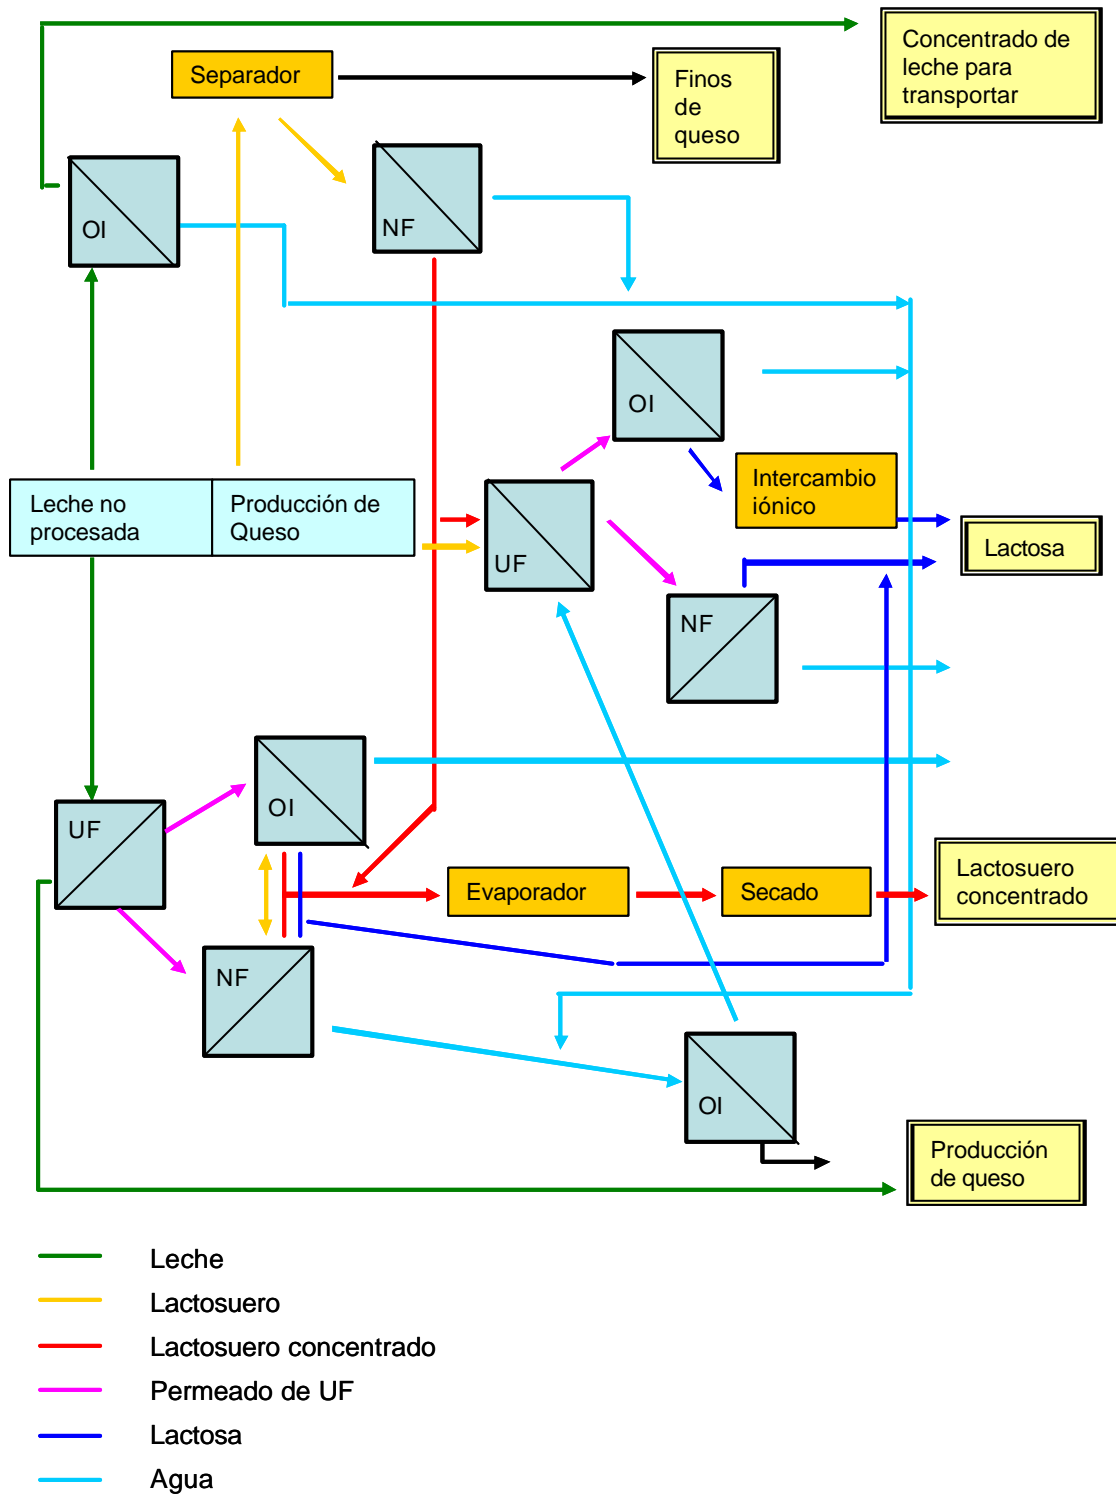 Concentrado de
leche para
transportar
Separador
Finos
de
queso
OI
NF
OI
Intercambio
iónico
Leche no
procesada
Producción de
Queso
UF
Lactosa
NF
OI
UF
Evaporador
Secado
Lactosuero
concentrado
NF
OI
Producción
de queso
Leche
Lactosuero
Lactosuero concentrado
Permeado de UF
Lactosa
Agua